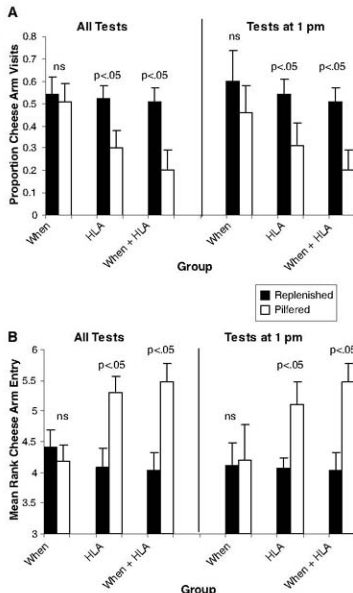 A
All Tests
Tests at 1 pm
Proportion Cheese Arm Visits
0.8
0.7
0.6
0.5
0.4
0.3
0.2
0.1
0
ns
p<.05
p<.05
ns
p<.05
p<.05
When
HLA
When + HLA
When
HLA
When + HLA
Group
Replenished
Pilfered
B
All Tests
Tests at 1 pm
Mean Rank Cheese Arm Entry
6
5.5
5
4.5
4
3.5
3
ns
p<.05
p<.05
ns
p<.05
p<.05
When
HLA
When + HLA
When
HLA
When + HLA
Group